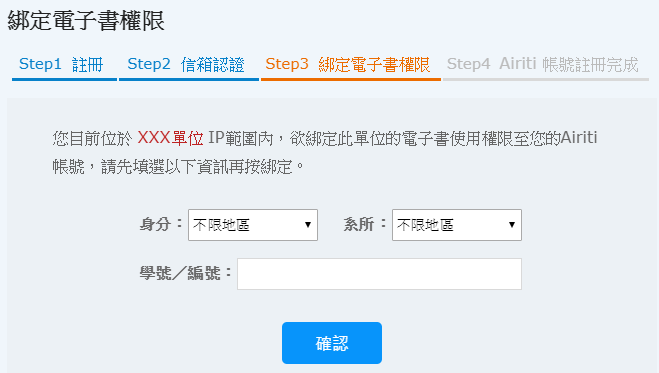 綁定電子書權限
Step1 註冊 Step2 信箱認證 Step3 綁定電子書權限 Step4 Airiti 帳號註冊完成
您目前位於 XXX單位 IP範圍內，欲綁定此單位的電子書使用權限至您的Airiti
帳號，請先填選以下資訊再按綁定。
身分： 不限地區 系所： 不限地區
學號／編號：
確認